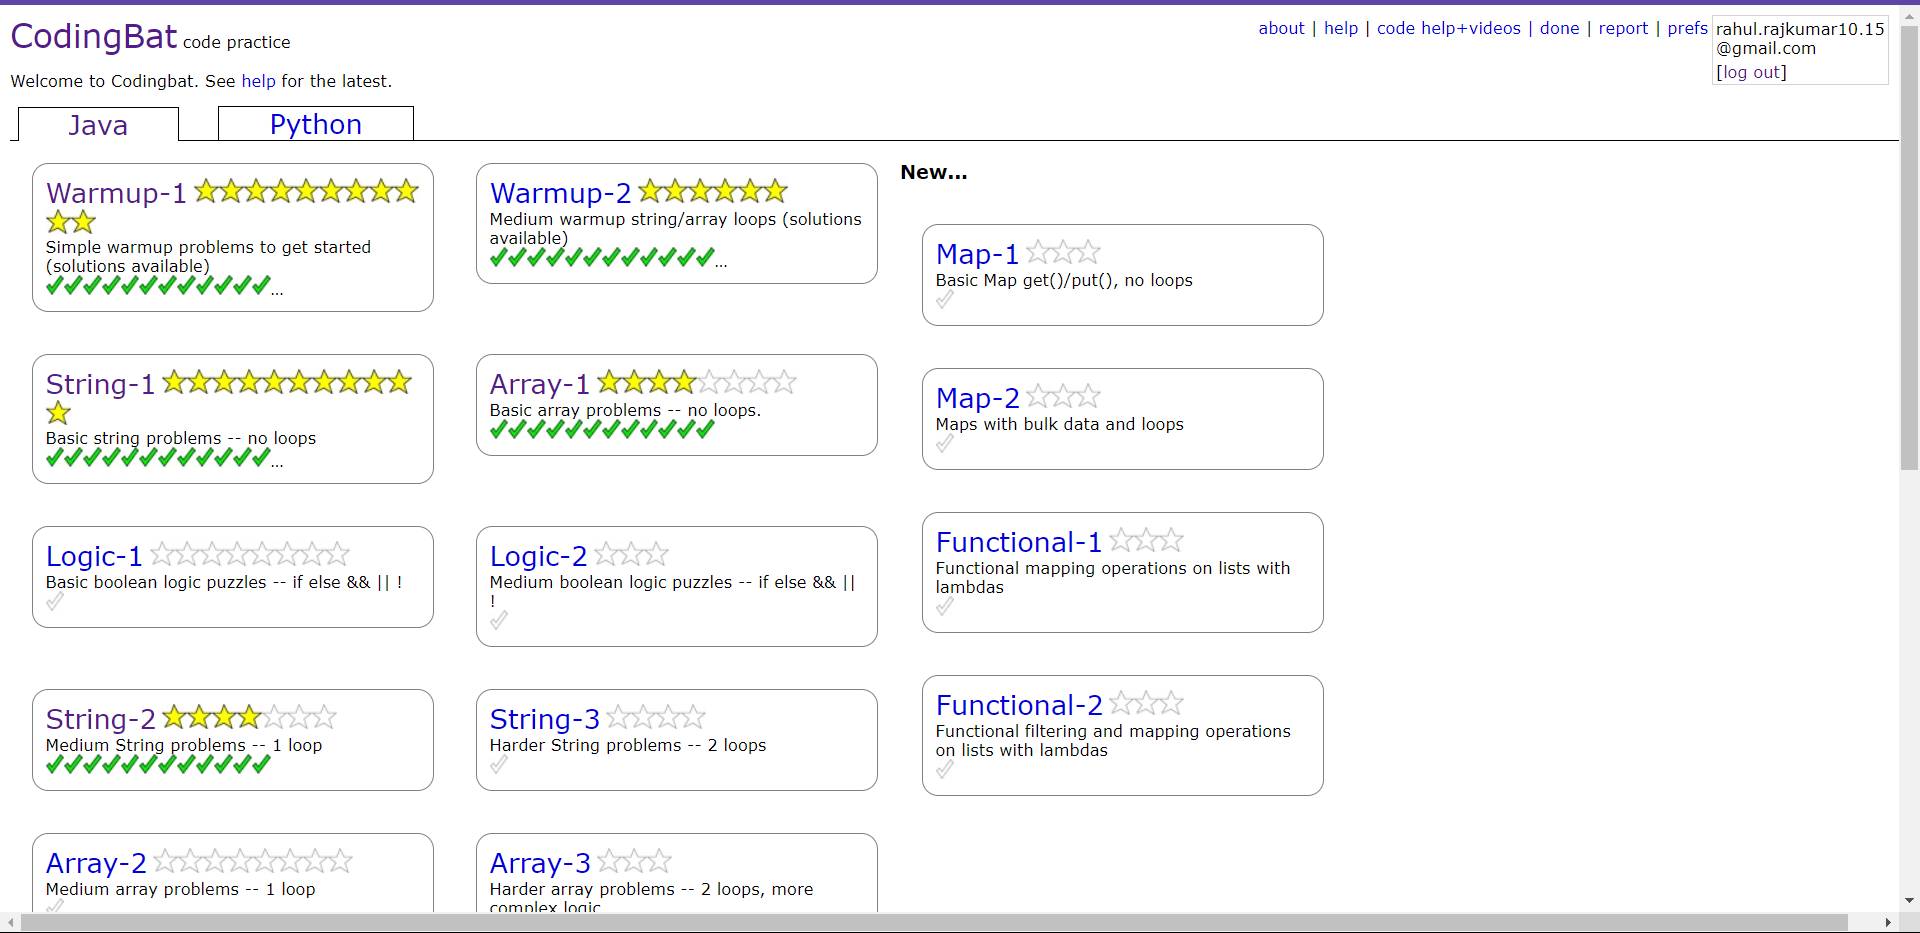 CodingBat code practice
about | help | code help+videos | done | report | prefs
rahul.rajkumar10.15
@gmail.com
[log out]
Welcome to Codingbat. See help for the latest.
Java
Python
Warmup-1
Simple warmup problems to get started
(solutions available)
...
Warmup-2
Medium warmup string/array loops (solutions
available)
...
New...
Map-1
Basic Map get()/put(), no loops
String-1
Basic string problems -- no loops
...
Array-1
Basic array problems -- no loops.
Map-2
Maps with bulk data and loops
Logic-1
Basic boolean logic puzzles -- if else && || !
Logic-2
Medium boolean logic puzzles -- if else && ||
!
Functional-1
Functional mapping operations on lists with
lambdas
String-2
Medium String problems -- 1 loop
String-3
Harder String problems -- 2 loops
Functional-2
Functional filtering and mapping operations
on lists with lambdas
Array-2
Medium array problems -- 1 loop
Array-3
Harder array problems -- 2 loops, more
complex logic